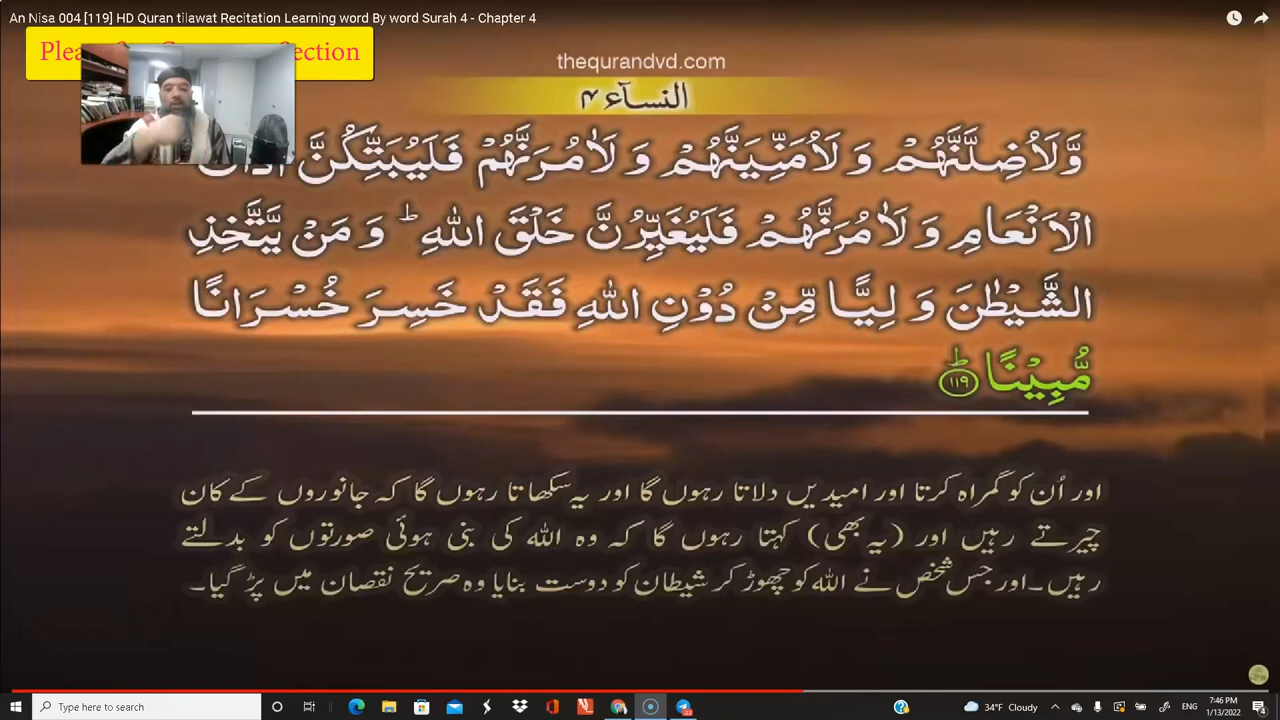 An Nisa 004 [119] HD Quran tilawat Recitation Learning word By word Surah 4 - Chapter 4
thequrandvd.com
النسآء ۴
وَّلَاُضِلَّنَّهُمْ وَلَاُمَنِّيَنَّهُمْ وَلَاٰمُرَنَّهُمْ فَلَيُبَتِّكُنَّ
الْاَنْعَامِ وَلَاٰمُرَنَّهُمْ فَلَيُغَيِّرُنَّ خَلْقَ اللّٰهِ ؕ وَمَنْ يَّتَّخِذِ
الشَّيْطٰنَ وَلِيًّا مِّنْ دُوْنِ اللّٰهِ فَقَدْ خَسِرَ خُسْرَانًا
مُّبِيْنًا ؕ ۱۱۹
اور اُن کو گمراہ کرتا اور امیدیں دلاتا رہوں گا اور یہ سکھاتا رہوں گا کہ جانوروں کے کان
چیرتے رہیں اور (یہ بھی) کہتا رہوں گا کہ وہ اللہ کی بنی ہوئی صورتوں کو بدلتے
رہیں۔ اور جس شخص نے اللہ کو چھوڑ کر شیطان کو دوست بنایا وہ صریح نقصان میں پڑ گیا۔
Type here to search
34°F Cloudy
ENG
7:46 PM
1/13/2022